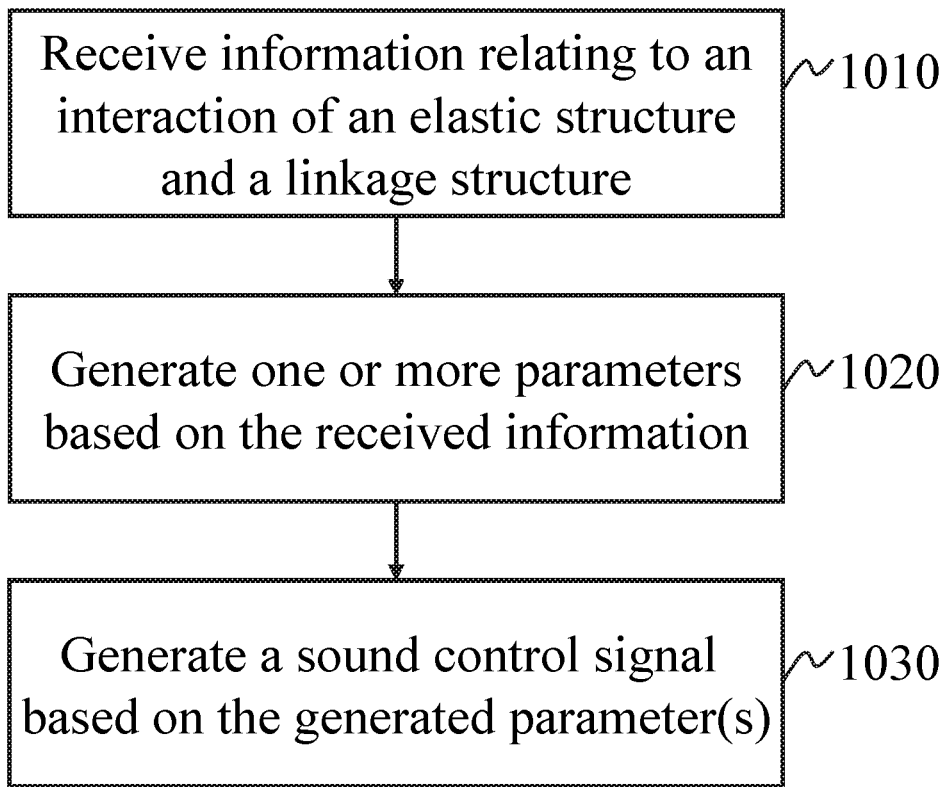 Receive information relating to an
interaction of an elastic structure
and a linkage structure
1010
Generate one or more parameters
based on the received information
1020
Generate a sound control signal
based on the generated parameter(s)
1030